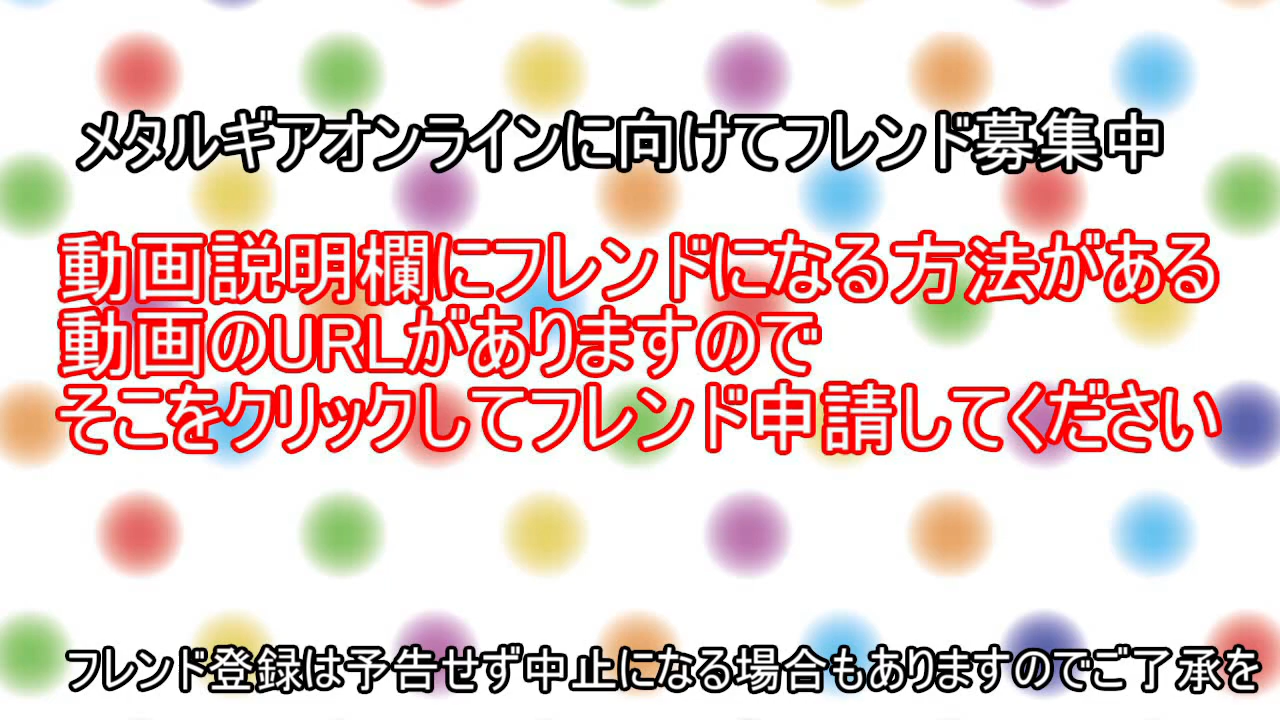 メタルギアオンラインに向けてフレンド募集中
動画説明欄にフレンドになる方法がある
動画のURLがありますので
そこをクリックしてフレンド申請してください
フレンド登録は予告せず中止になる場合もありますのでご了承を